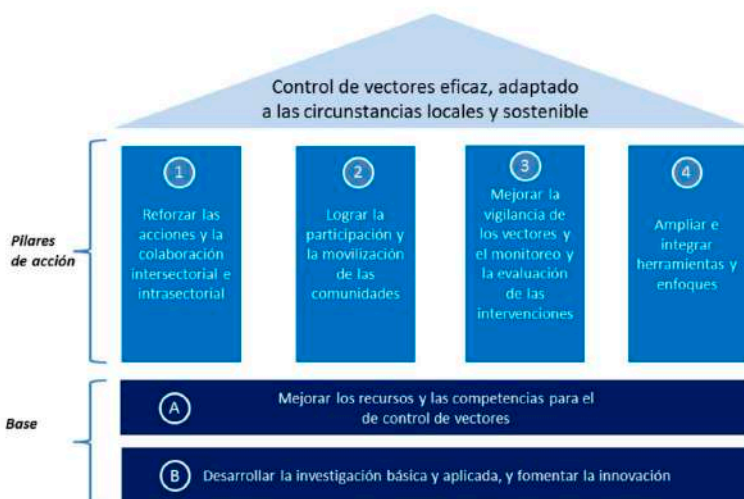 Control de vectores eficaz, adaptado
a las circunstancias locales y sostenible
Pilares
de acción
1
Reforzar las
acciones y la
colaboración
intersectorial e
intrasectorial
2
Lograr la
participación y
la movilización
de las
comunidades
3
Mejorar la
vigilancia de
los vectores y
el monitoreo y
la evaluación
de las
intervenciones
4
Ampliar e
integrar
herramientas y
enfoques
Base
A
Mejorar los recursos y las competencias para el
de control de vectores
B
Desarrollar la investigación básica y aplicada, y fomentar la innovación